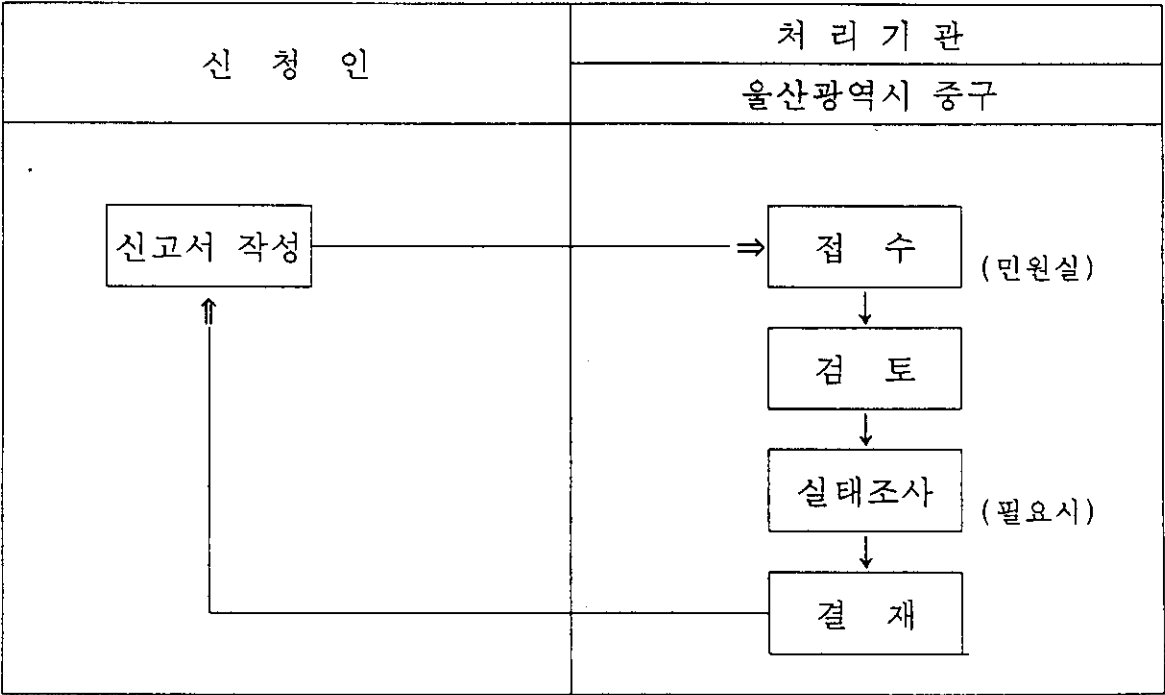 신 청 인
처 리 기 관
울산광역시 중구
신고서 작성
⇒
접 수
(민원실)
⇑
↓
검 토
↓
실태조사
(필요시)
↓
결 재